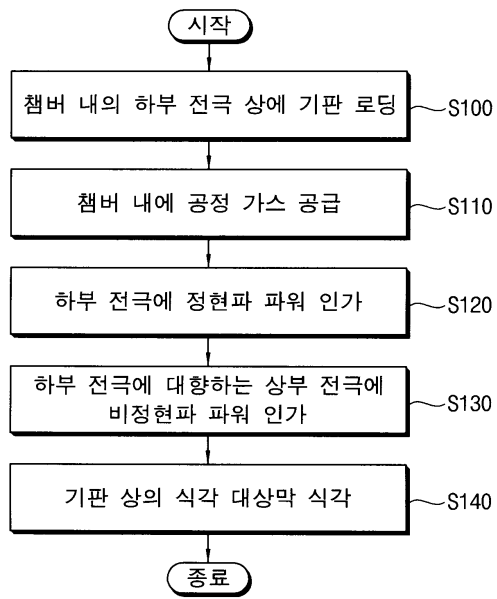 시작
챔버 내의 하부 전극 상에 기판 로딩
S100
챔버 내에 공정 가스 공급
S110
하부 전극에 정현파 파워 인가
S120
하부 전극에 대향하는 상부 전극에
비정현파 파워 인가
S130
기판 상의 식각 대상막 식각
S140
종료